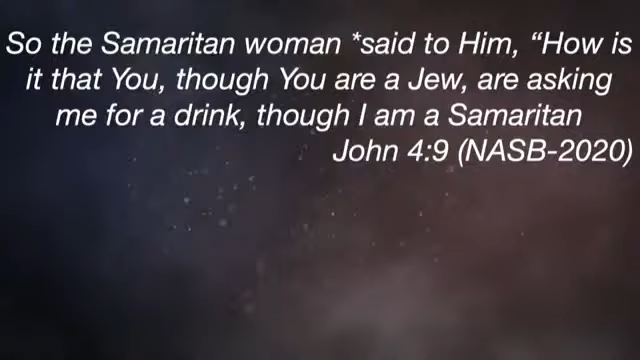 So the Samaritan woman *said to Him, “How is
it that You, though You are a Jew, are asking
me for a drink, though I am a Samaritan
John 4:9 (NASB-2020)